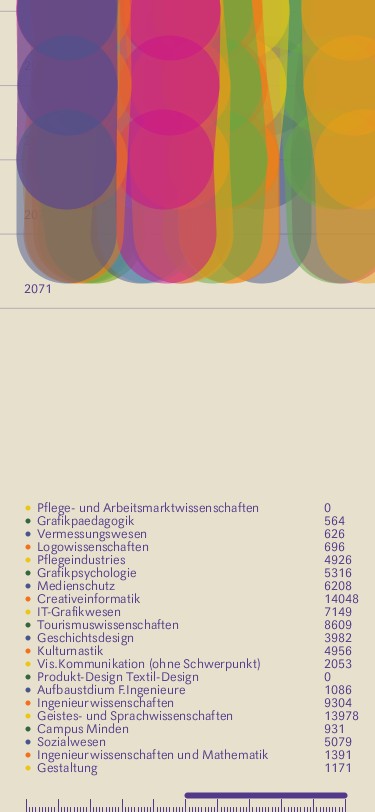 2071
Pflege- und Arbeitsmarktwissenschaften 0
Grafikpaedagogik 564
Vermessungswesen 626
Logowissenschaften 696
Pflegeindustries 4926
Grafikpsychologie 5316
Medienschutz 6208
Creativeinformatik 14048
IT-Grafikwesen 7149
Tourismuswissenschaften 8609
Geschichtsdesign 3982
Kulturnastik 4956
Vis.Kommunikation (ohne Schwerpunkt) 2053
Produkt-Design Textil-Design 0
Aufbaustdium F.Ingenieure 1086
Ingenieurwissenschaften 9304
Geistes- und Sprachwissenschaften 13978
Campus Minden 931
Sozialwesen 5079
Ingenieurwissenschaften und Mathematik 1391
Gestaltung 1171